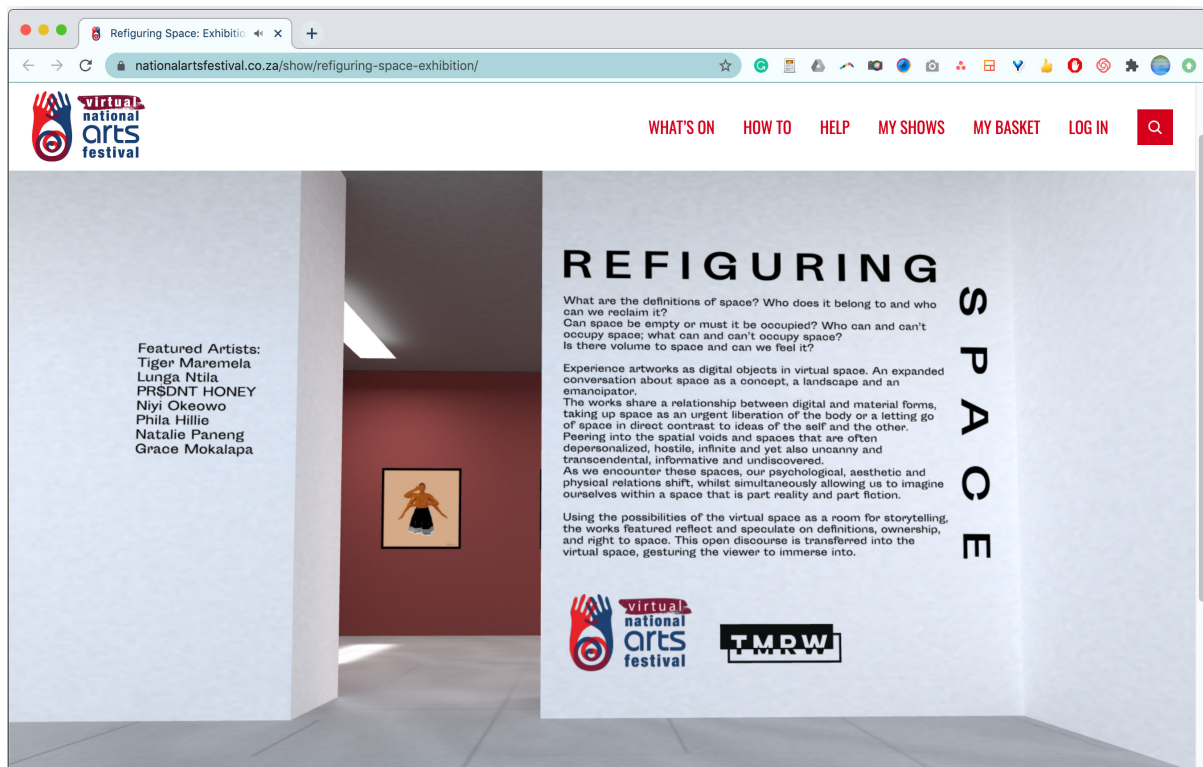 Refiguring Space: Exhibitio
nationalartsfestival.co.za/show/refiguring-space-exhibition/
virtual
national
arts
festival
WHAT'S ON HOW TO HELP MY SHOWS MY BASKET LOG IN
Featured Artists:
Tiger Maremela
Lunga Ntila
PR$DNT HONEY
Niyi Okeowo
Phila Hillie
Natalie Paneng
Grace Mokalapa
REFIGURING
SPACE
What are the definitions of space? Who does it belong to and who
can we reclaim it?
Can space be empty or must it be occupied? Who can and can't
occupy space; what can and can't occupy space?
Is there volume to space and can we feel it?
Experience artworks as digital objects in virtual space. An expanded
conversation about space as a concept, a landscape and an
emancipator.
The works share a relationship between digital and material forms,
taking up space as an urgent liberation of the body or a letting go
of space in direct contrast to ideas of the self and the other.
Peering into the spatial voids and spaces that are often
depersonalized, hostile, infinite and yet also uncanny and
transcendental, informative and undiscovered.
As we encounter these spaces, our psychological, aesthetic and
physical relations shift, whilst simultaneously allowing us to imagine
ourselves within a space that is part reality and part fiction.
Using the possibilities of the virtual space as a room for storytelling,
the works featured reflect and speculate on definitions, ownership,
and right to space. This open discourse is transferred into the
virtual space, gesturing the viewer to immerse into.
virtual
national
arts
festival
TMRW